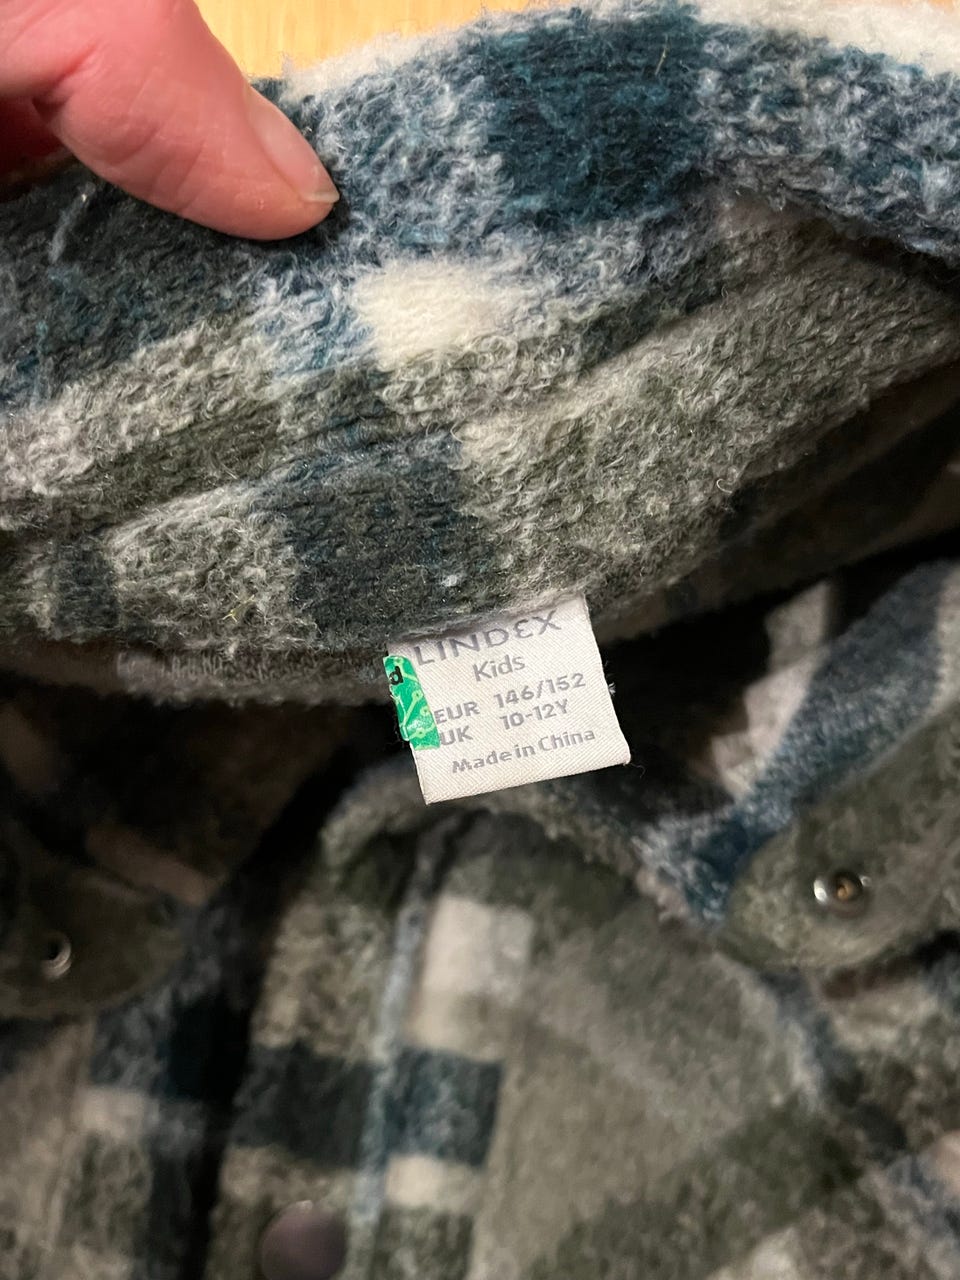 LINDEX
Kids
EUR 146/152
UK 10-12Y
Made in China
d